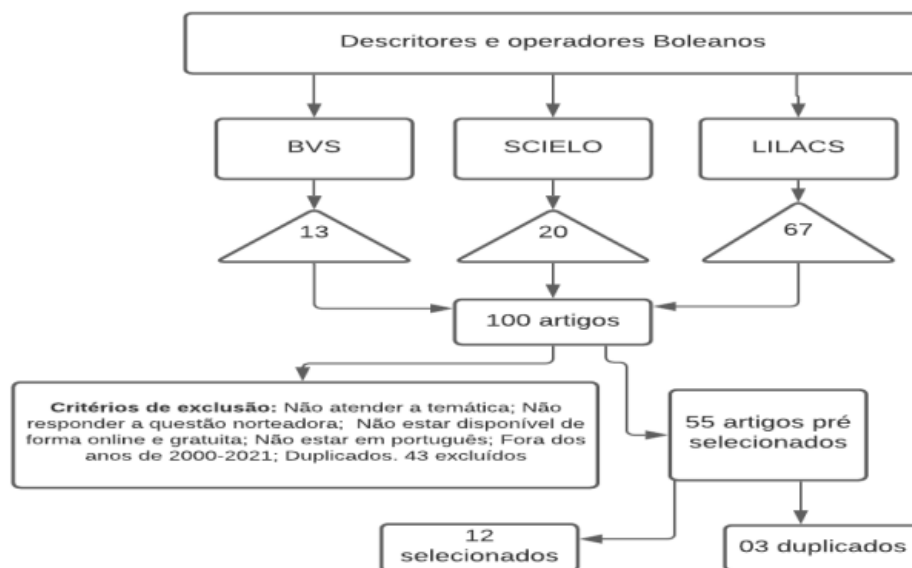 Descritores e operadores Boleanos
BVS
SCIELO
LILACS
13
20
67
100 artigos
Critérios de exclusão: Não atender a temática; Não
responder a questão norteadora; Não estar disponível de
forma online e gratuita; Não estar em português; Fora dos
anos de 2000-2021; Duplicados. 43 excluídos
55 artigos pré
selecionados
12
selecionados
03 duplicados